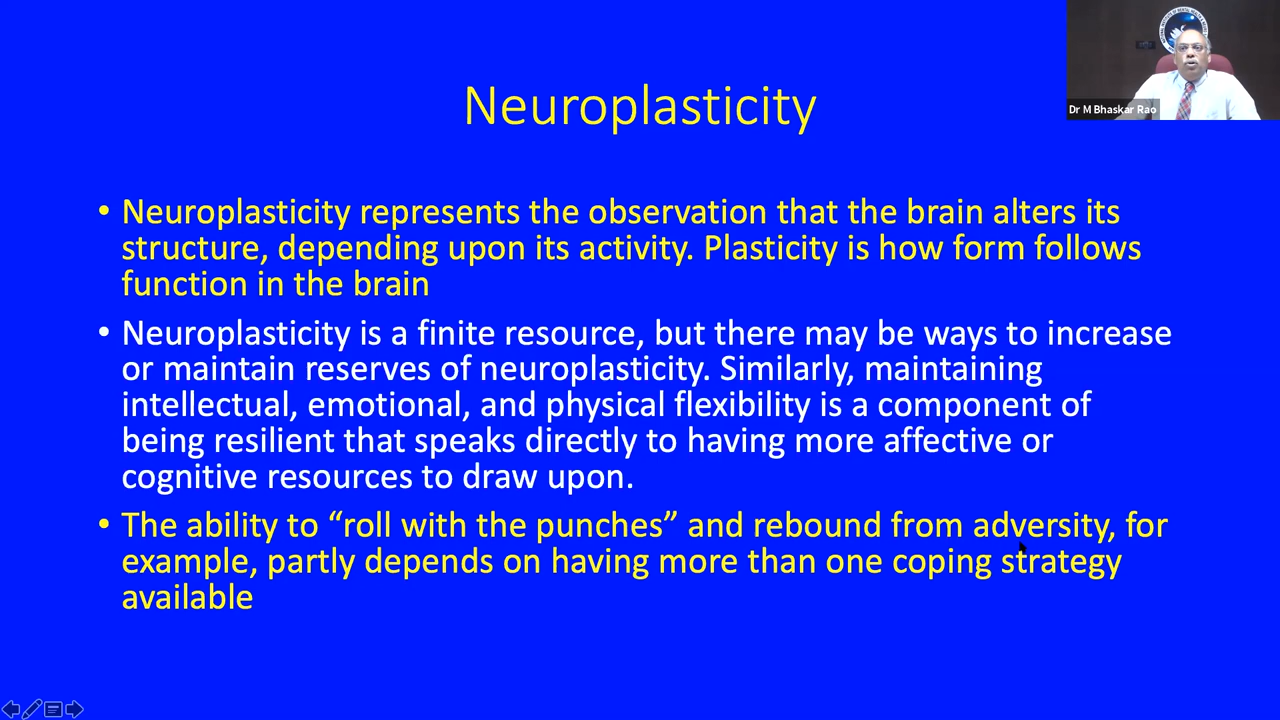 Dr M Bhaskar Rao
Neuroplasticity
• Neuroplasticity represents the observation that the brain alters its
structure, depending upon its activity. Plasticity is how form follows
function in the brain
• Neuroplasticity is a finite resource, but there may be ways to increase
or maintain reserves of neuroplasticity. Similarly, maintaining
intellectual, emotional, and physical flexibility is a component of
being resilient that speaks directly to having more affective or
cognitive resources to draw upon.
• The ability to “roll with the punches” and rebound from adversity, for
example, partly depends on having more than one coping strategy
available